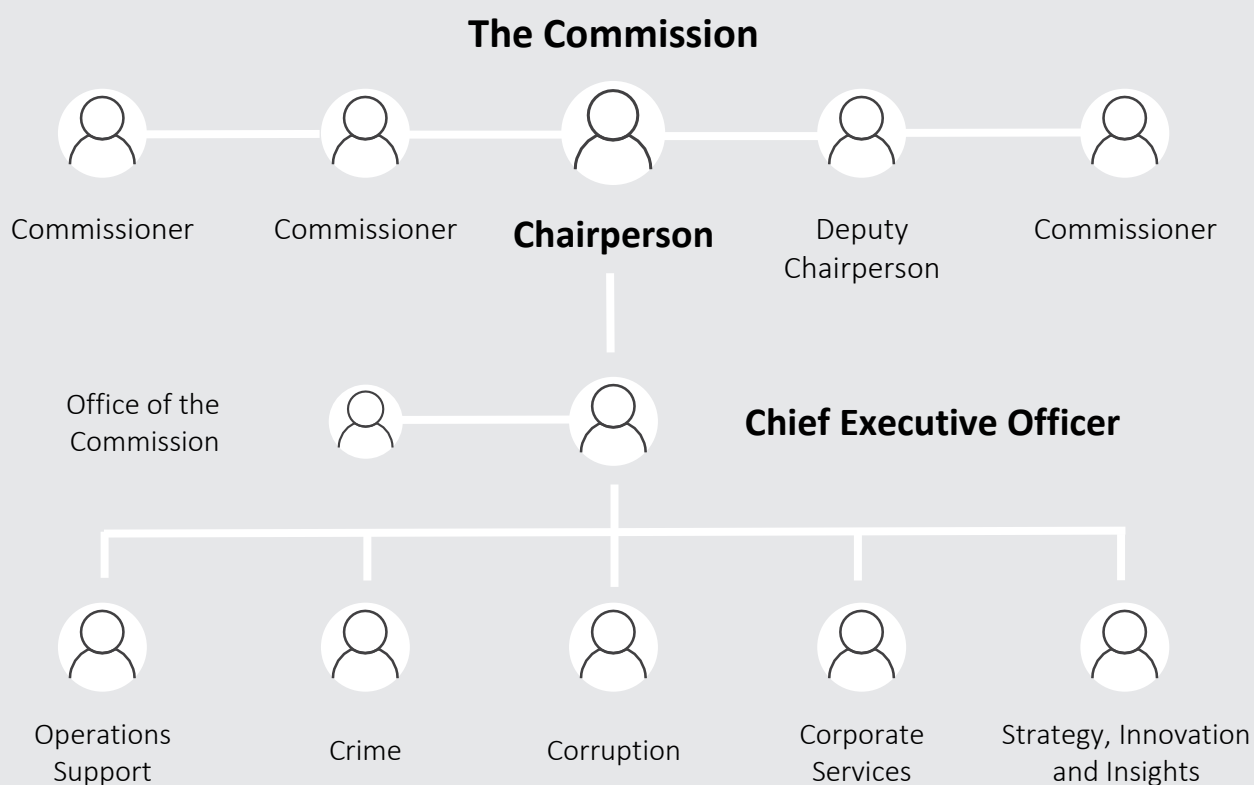 The Commission
Commissioner
Commissioner
Chairperson
Deputy
Chairperson
Commissioner
Office of the
Commission
Chief Executive Officer
Operations
Support
Crime
Corruption
Corporate
Services
Strategy, Innovation
and Insights